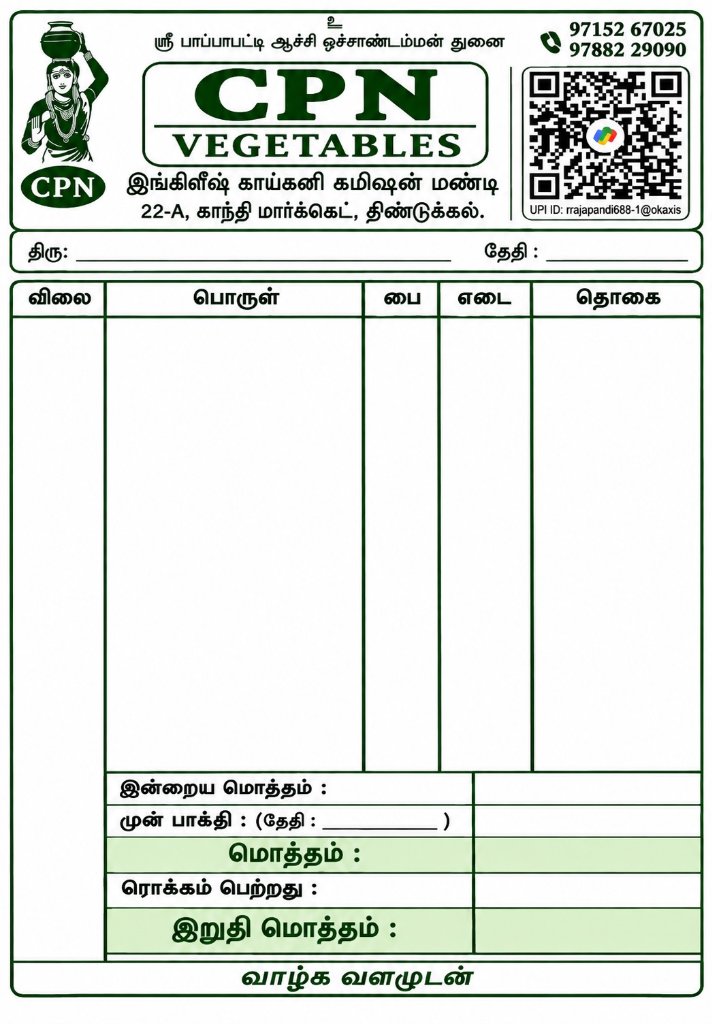 உ
ஸ்ரீ பாப்பாபட்டி ஆச்சி ஒச்சாண்டம்மன் துணை
97152 67025
97882 29090
CPN
VEGETABLES
CPN
இங்கிளீஷ் காய்கனி கமிஷன் மண்டி
22-A, காந்தி மார்க்கெட், திண்டுக்கல்.
UPI ID: rrajapandi688-1@okaxis
திரு: தேதி :
விலை பொருள் பை எடை தொகை
இன்றைய மொத்தம் :
முன் பாக்தி : (தேதி : )
மொத்தம் :
ரொக்கம் பெற்றது :
இறுதி மொத்தம் :
வாழ்க வளமுடன்